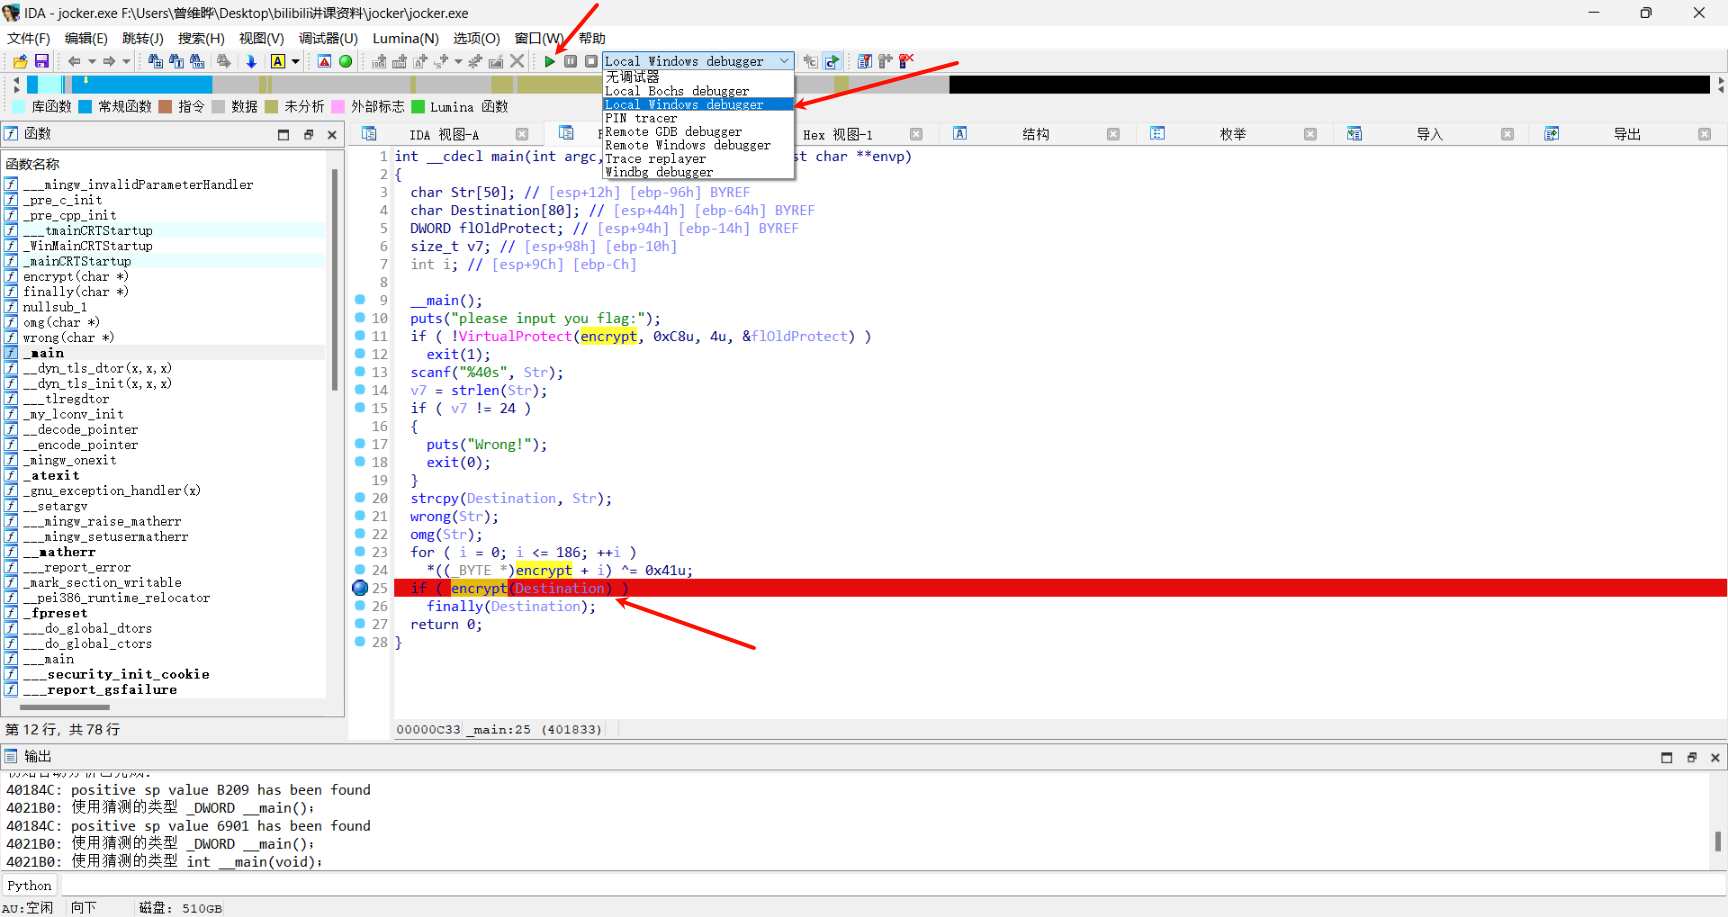 IDA - jocker.exe F:\Users\曾维晔\Desktop\bilibili讲课资料\jocker\jocker.exe
文件(F) 编辑(E) 跳转(J) 搜索(H) 视图(V) 调试器(U) Lumina(N) 选项(O) 窗口(W) 帮助
Local Windows debugger
无调试器
Local Bochs debugger
Local Windows debugger
PIN tracer
Remote GDB debugger
Remote Windows debugger
Trace replayer
Windbg debugger
库函数 常规函数 指令 数据 未分析 外部标志 Lumina 函数
函数
IDA 视图-A Hex 视图-1 结构 枚举 导入 导出
函数名称
___mingw_invalidParameterHandler
_pre_c_init
_pre_cpp_init
___tmainCRTStartup
_WinMainCRTStartup
_mainCRTStartup
encrypt(char *)
finally(char *)
nullsub_1
omg(char *)
wrong(char *)
_main
__dyn_tls_dtor(x,x,x)
__dyn_tls_init(x,x,x)
___tlregdtor
_my_lconv_init
__decode_pointer
__encode_pointer
_mingw_onexit
_atexit
_gnu_exception_handler(x)
__setargv
___mingw_raise_matherr
___mingw_setusermatherr
__matherr
___report_error
_mark_section_writable
__pei386_runtime_relocator
_fpreset
___do_global_dtors
___do_global_ctors
___main
___security_init_cookie
___report_gsfailure
第 12 行, 共 78 行
1 int __cdecl main(int argc, st char **envp)
2 {
3 char Str[50]; // [esp+12h] [ebp-96h] BYREF
4 char Destination[80]; // [esp+44h] [ebp-64h] BYREF
5 DWORD flOldProtect; // [esp+94h] [ebp-14h] BYREF
6 size_t v7; // [esp+98h] [ebp-10h]
7 int i; // [esp+9Ch] [ebp-Ch]
8
9 __main();
10 puts("please input you flag:");
11 if ( !VirtualProtect(encrypt, 0xC8u, 4u, &flOldProtect) )
12 exit(1);
13 scanf("%40s", Str);
14 v7 = strlen(Str);
15 if ( v7 != 24 )
16 {
17 puts("Wrong!");
18 exit(0);
19 }
20 strcpy(Destination, Str);
21 wrong(Str);
22 omg(Str);
23 for ( i = 0; i <= 186; ++i )
24 *((_BYTE *)encrypt + i) ^= 0x41u;
25 if ( encrypt(Destination) )
26 finally(Destination);
27 return 0;
28 }
00000C33 _main:25 (401833)
输出
40184C: positive sp value B209 has been found
4021B0: 使用猜测的类型 _DWORD __main();
40184C: positive sp value 6901 has been found
4021B0: 使用猜测的类型 _DWORD __main();
4021B0: 使用猜测的类型 int __main(void);
Python
AU:空闲 向下 磁盘: 510GB